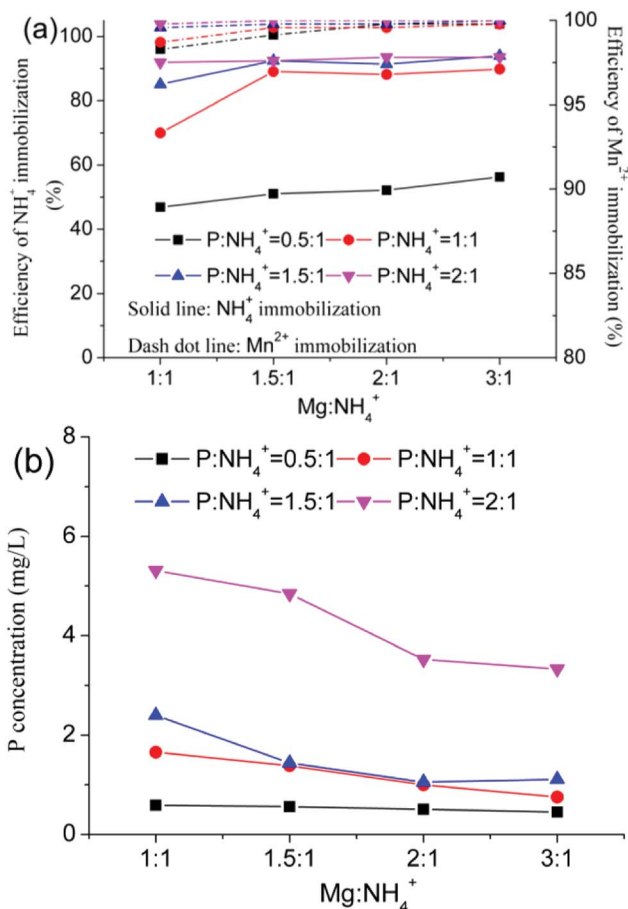 (a)
Efficiency of NH₄⁺ immobilization
(%)
100
80
60
40
20
0
P:NH₄⁺=0.5:1
P:NH₄⁺=1:1
P:NH₄⁺=1.5:1
P:NH₄⁺=2:1
Solid line: NH₄⁺ immobilization
Dash dot line: Mn²⁺ immobilization
100
95
90
85
80
Efficiency of Mn²⁺
immobilization (%)
1:1
1.5:1
2:1
3:1
Mg:NH₄⁺
(b)
P concentration (mg/L)
8
6
4
2
0
P:NH₄⁺=0.5:1
P:NH₄⁺=1:1
P:NH₄⁺=1.5:1
P:NH₄⁺=2:1
1:1
1.5:1
2:1
3:1
Mg:NH₄⁺